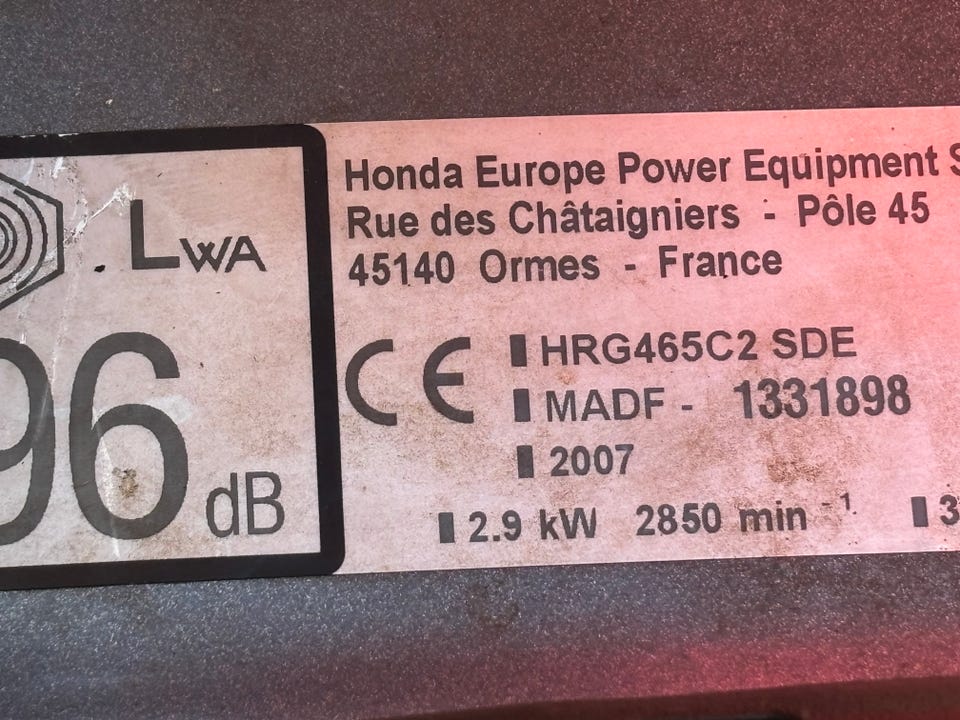 LWA
96
dB
Honda Europe Power Equipment S
Rue des Châtaigniers - Pôle 45
45140 Ormes - France
CE
HRG465C2 SDE
MADF - 1331898
2007
2.9 kW 2850 min -1 3